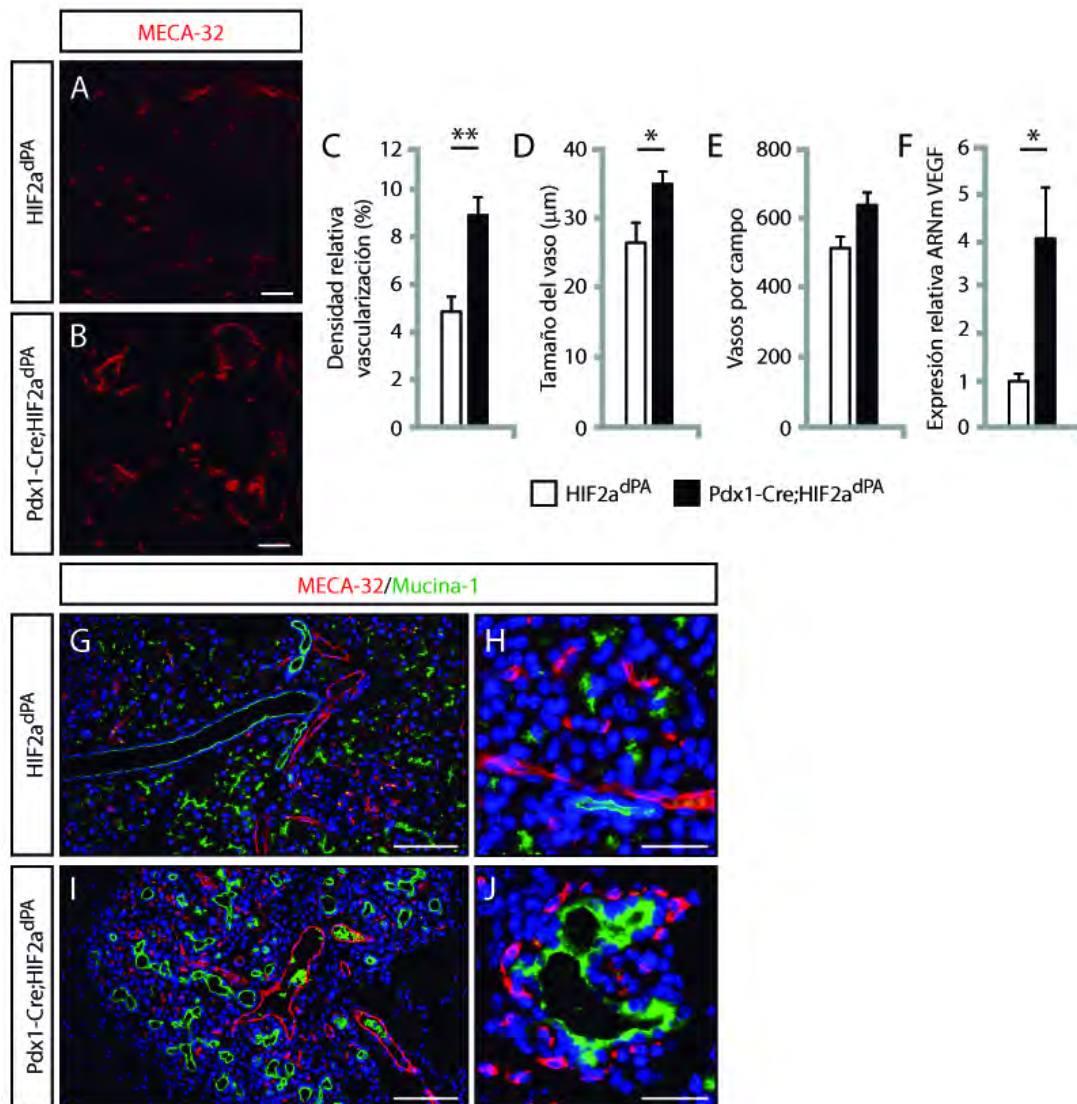 MECA-32
HIF2a^dPA
A
Pdx1-Cre;HIF2a^dPA
B
C
**
Densidad relativa
vascularización (%)
12
10
8
6
4
2
0
D
*
Tamaño del vaso (µm)
40
30
20
10
0
E
Vasos por campo
800
600
400
200
0
F
*
Expresión relativa ARNm VEGF
6
5
4
3
2
1
0
HIF2a^dPA Pdx1-Cre;HIF2a^dPA
MECA-32/Mucina-1
HIF2a^dPA
G
H
Pdx1-Cre;HIF2a^dPA
I
J